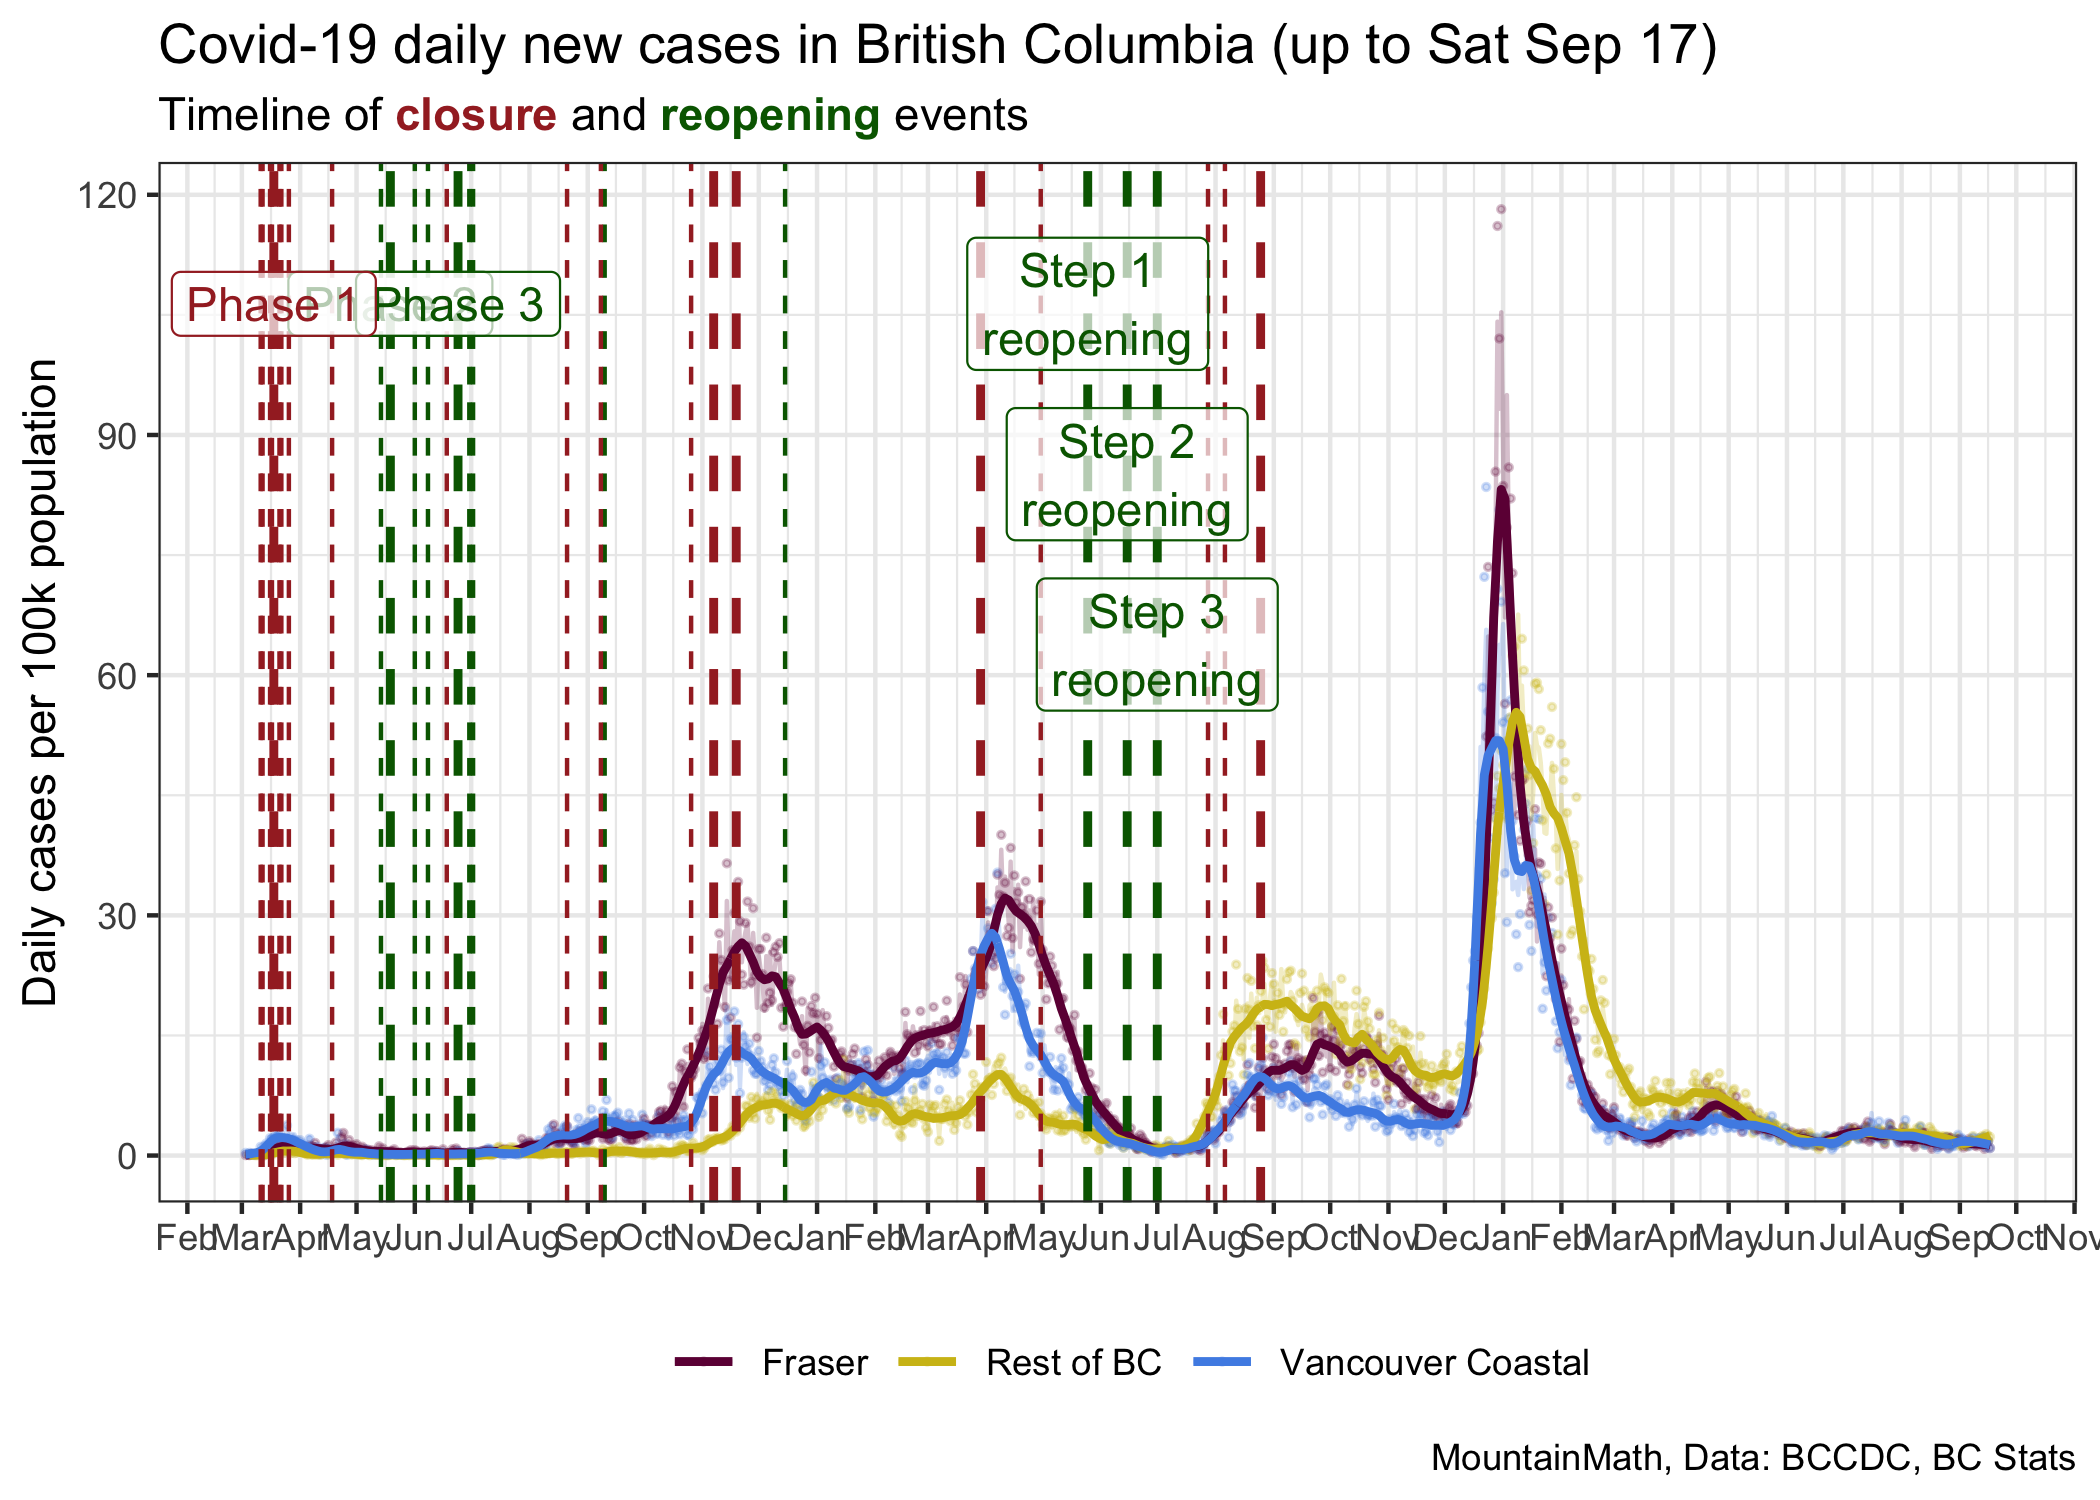 Covid-19 daily new cases in British Columbia (up to Sat Sep 17)
Timeline of closure and reopening events
Daily cases per 100k population
120
90
60
30
0
Phase 1
Phase 2
Phase 3
Step 1
reopening
Step 2
reopening
Step 3
reopening
Feb Mar Apr May Jun Jul Aug Sep Oct Nov Dec Jan Feb Mar Apr May Jun Jul Aug Sep Oct Nov Dec Jan Feb Mar Apr May Jun Jul Aug Sep Oct Nov
Fraser Rest of BC Vancouver Coastal
MountainMath, Data: BCCDC, BC Stats